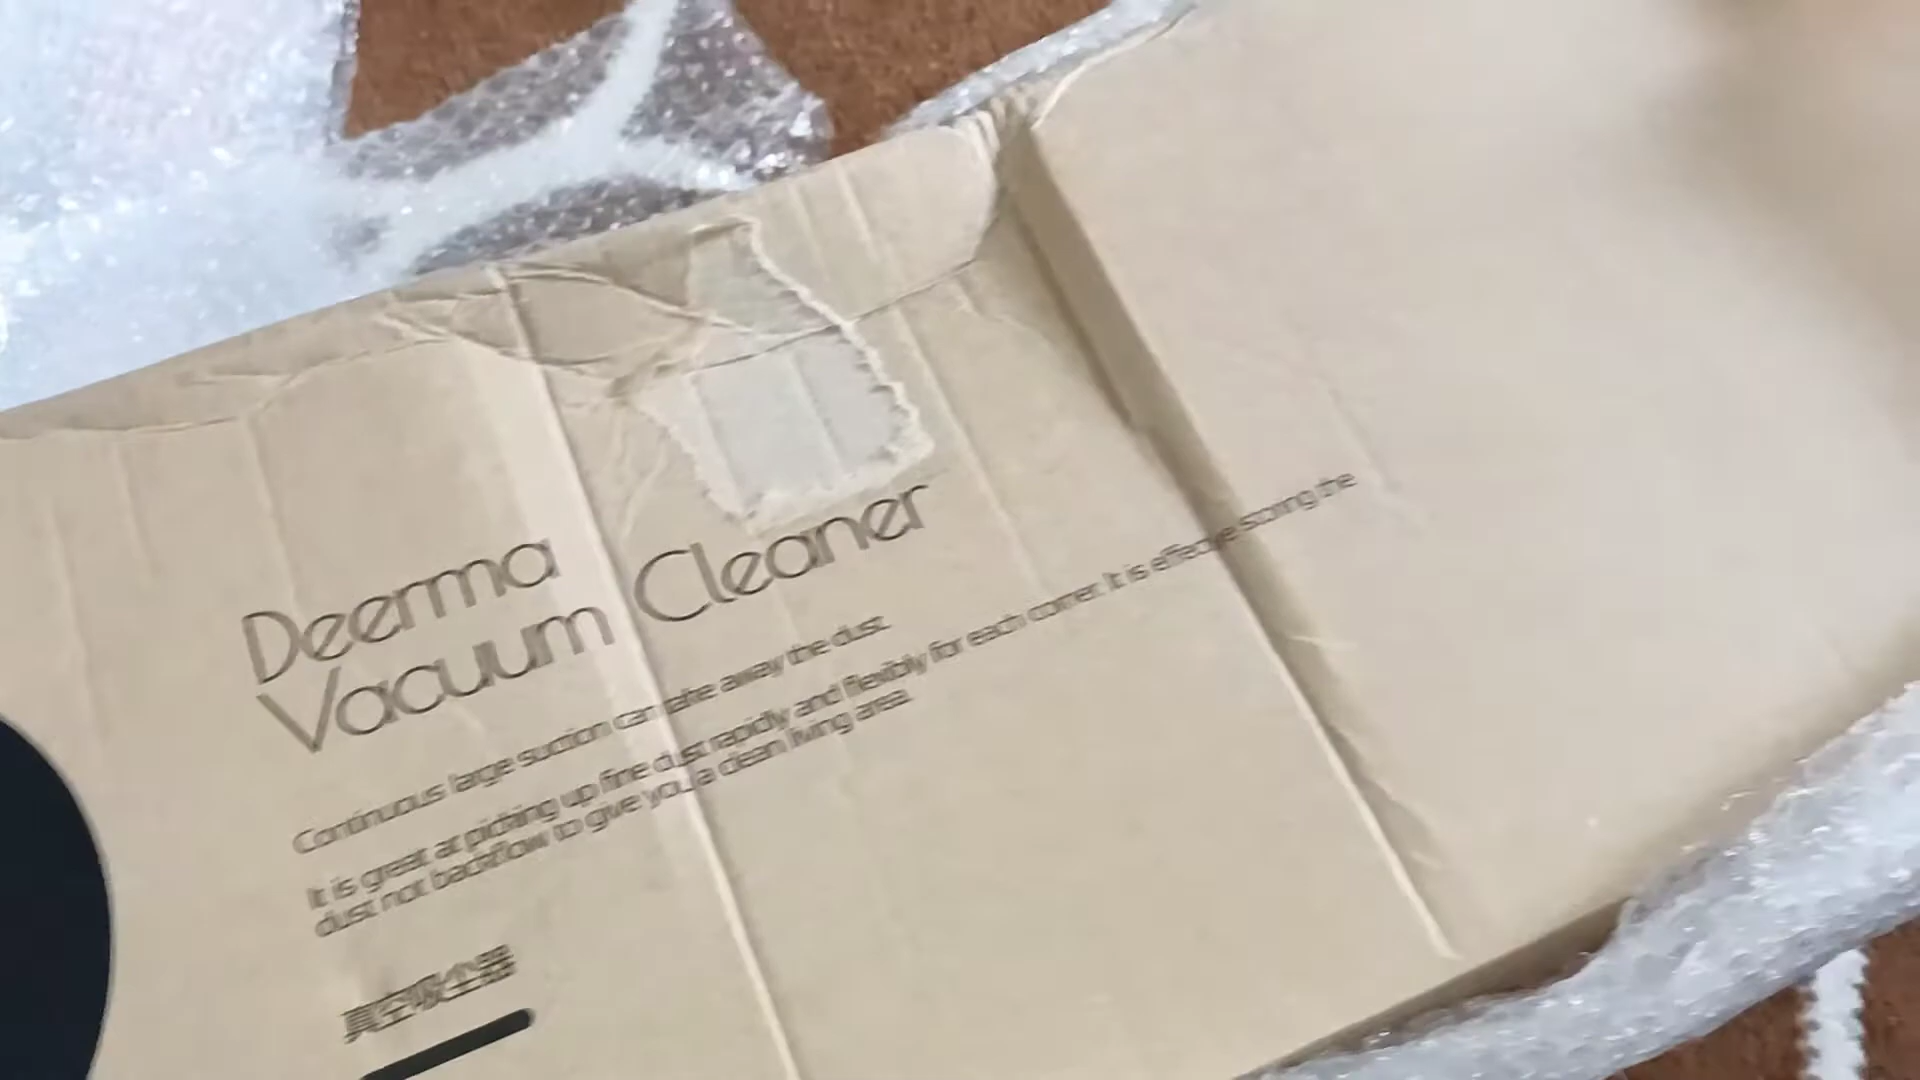 Deerma
Vacuum Cleaner
Continuous large suction can take away the dust.
It is great at picking up fine dust rapidly and flexibly for each corner. It is effective storing the
dust not backflow to give you a clean living area.
真空吸尘器